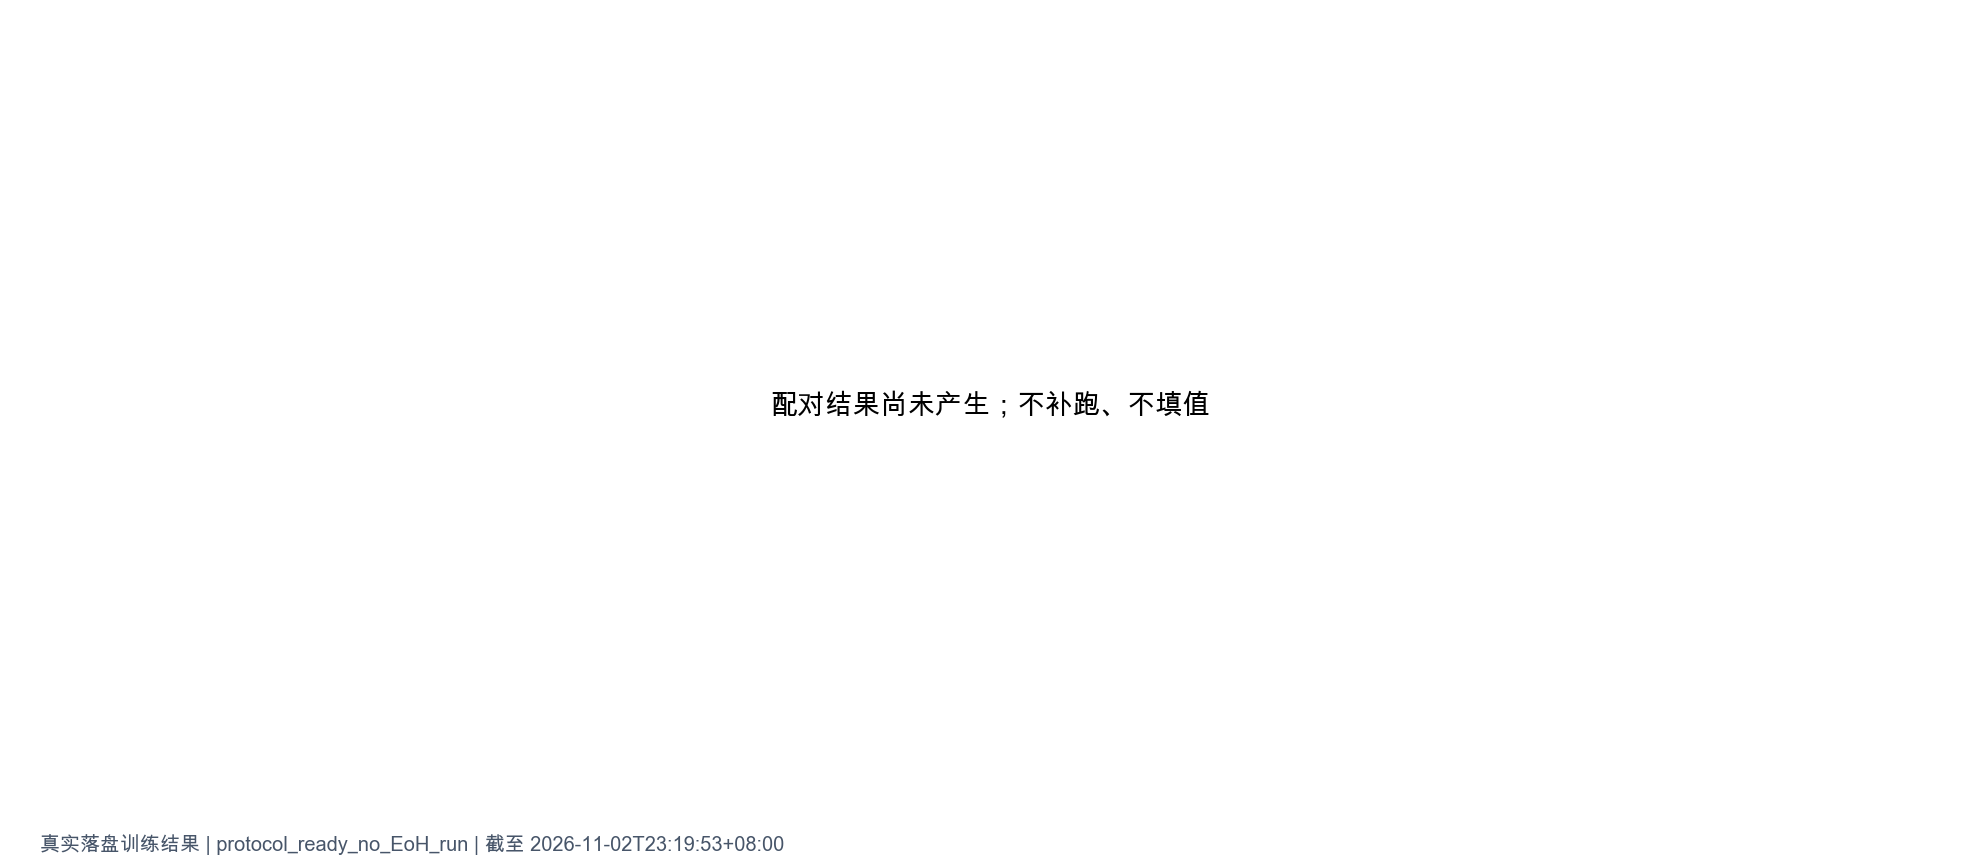 配对结果尚未产生；不补跑、不填值
真实落盘训练结果 | protocol_ready_no_EoH_run | 截至 2026-11-02T23:19:53+08:00